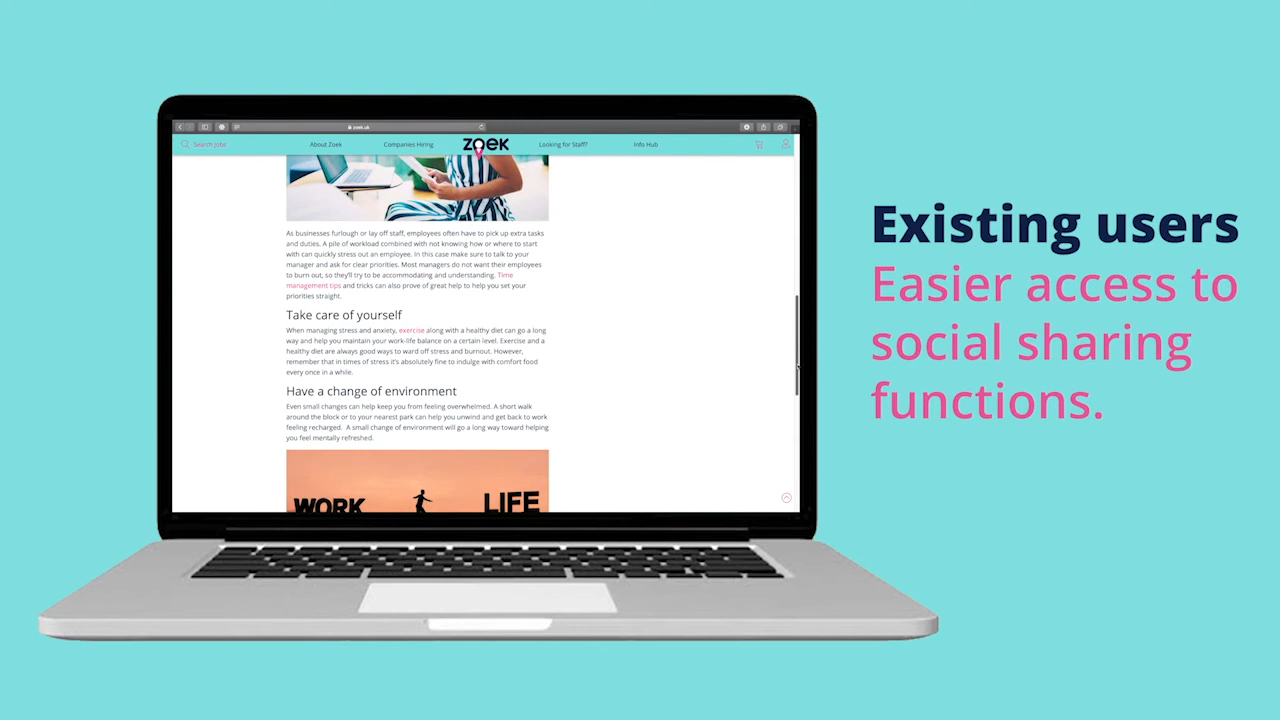 zoek.uk
Search Jobs
About Zoek
Companies Hiring
zoek
Looking for Staff?
Info Hub
As businesses furlough or lay off staff, employees often have to pick up extra tasks
and duties. A pile of workload combined with not knowing how or where to start
with can quickly stress out an employee. In this case make sure to talk to your
manager and ask for clear priorities. Most managers do not want their employees
to burn out, so they'll try to be accommodating and understanding. Time
management tips and tricks can also prove of great help to help you set your
priorities straight.
Take care of yourself
When managing stress and anxiety, exercise along with a healthy diet can go a long
way and help you maintain your work-life balance on a certain level. Exercise and a
healthy diet are always good ways to ward off stress and burnout. However,
remember that in times of stress it's absolutely fine to indulge with comfort food
every once in a while.
Have a change of environment
Even small changes can help keep you from feeling overwhelmed. A short walk
around the block or to your nearest park can help you unwind and get back to work
feeling recharged. A small change of environment will go a long way toward helping
you feel mentally refreshed.
WORK LIFE
Existing users
Easier access to
social sharing
functions.